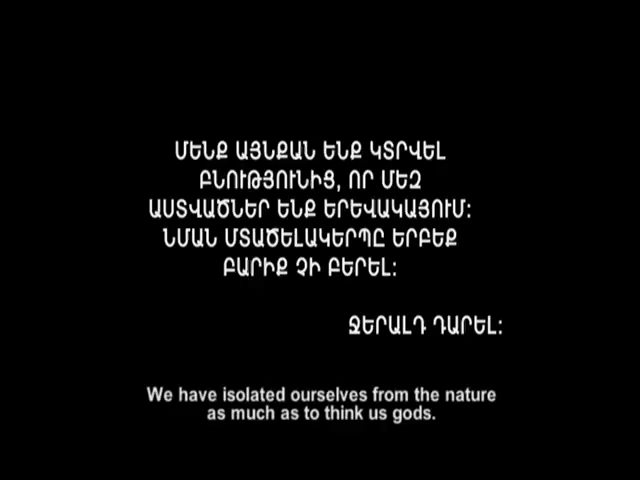 ՄԵՆՔ ԱՅՆՔԱՆ ԵՆՔ ԿՏՐՎԵԼ
ԲՆՈՒԹՅՈՒՆԻՑ, ՈՐ ՄԵԶ
ԱՍՏՎԱԾՆԵՐ ԵՆՔ ԵՐԵՎԱԿԱՅՈՒՄ:
ՆՄԱՆ ՄՏԱԾԵԼԱԿԵՐՊԸ ԵՐԲԵՔ
ԲԱՐԻՔ ՉԻ ԲԵՐԵԼ:
ՋԵՐԱԼԴ ԴԱՐԵԼ:
We have isolated ourselves from the nature
as much as to think us gods.